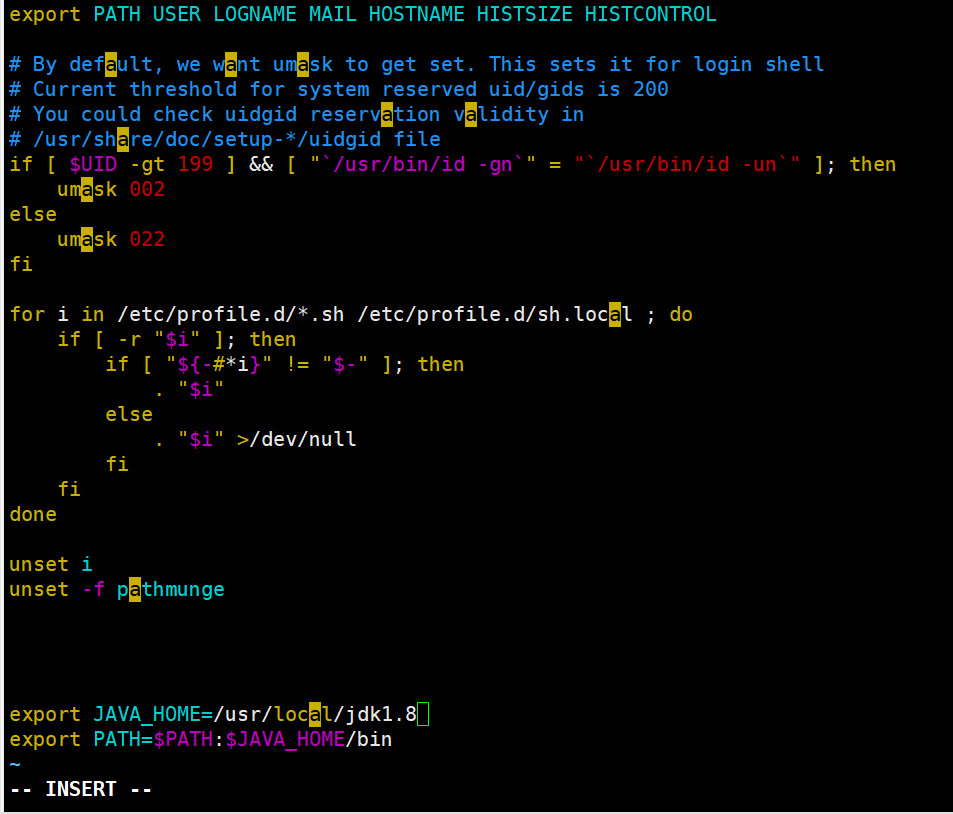 export PATH USER LOGNAME MAIL HOSTNAME HISTSIZE HISTCONTROL

# By default, we want umask to get set. This sets it for login shell
# Current threshold for system reserved uid/gids is 200
# You could check uidgid reservation validity in
# /usr/share/doc/setup-*/uidgid file
if [ $UID -gt 199 ] && [ "`/usr/bin/id -gn`" = "`/usr/bin/id -un`" ]; then
    umask 002
else
    umask 022
fi

for i in /etc/profile.d/*.sh /etc/profile.d/sh.local ; do
    if [ -r "$i" ]; then
        if [ "${-#*i}" != "$-" ]; then
            . "$i"
        else
            . "$i" >/dev/null
        fi
    fi
done

unset i
unset -f pathmunge

export JAVA_HOME=/usr/local/jdk1.8
export PATH=$PATH:$JAVA_HOME/bin
~
-- INSERT --